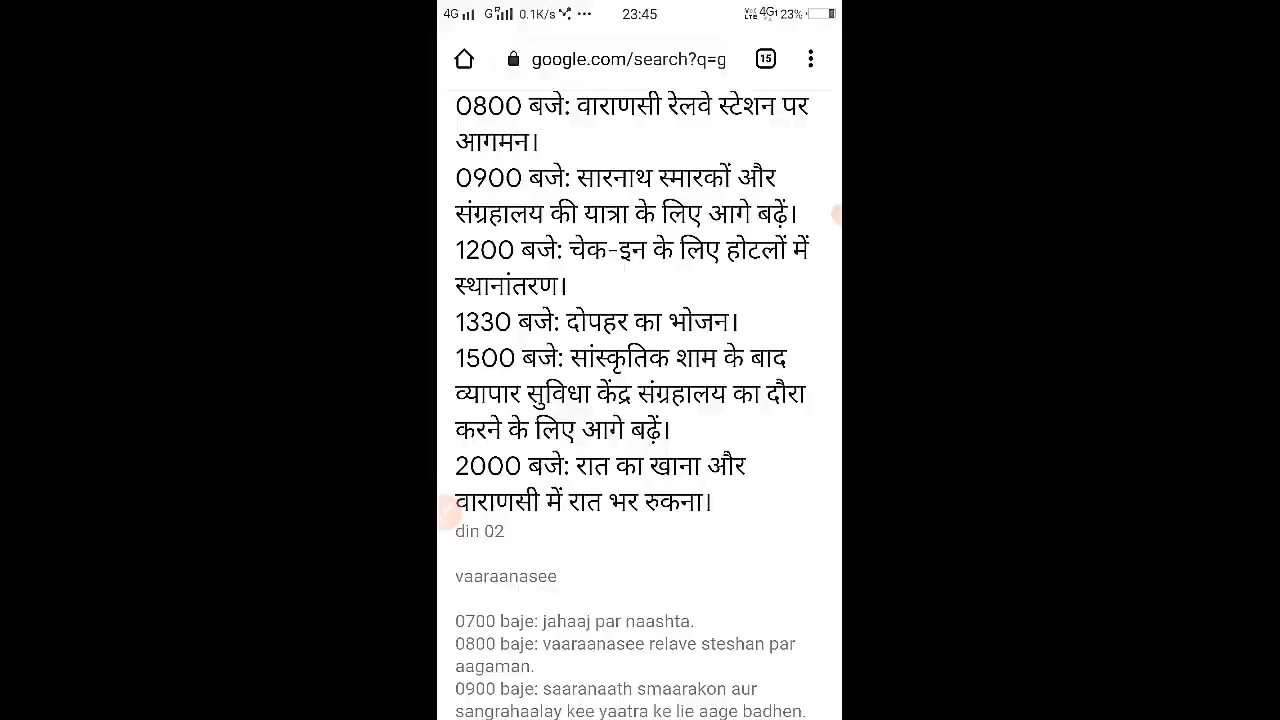 4G G 0.1K/s ••• 23:45 VoLTE 4G 23%
google.com/search?q=g 15
0800 बजे: वाराणसी रेलवे स्टेशन पर
आगमन।
0900 बजे: सारनाथ स्मारकों और
संग्रहालय की यात्रा के लिए आगे बढ़ें।
1200 बजे: चेक-इन के लिए होटलों में
स्थानांतरण।
1330 बजे: दोपहर का भोजन।
1500 बजे: सांस्कृतिक शाम के बाद
व्यापार सुविधा केंद्र संग्रहालय का दौरा
करने के लिए आगे बढ़ें।
2000 बजे: रात का खाना और
वाराणसी में रात भर रुकना।
din 02
vaaraanasee
0700 baje: jahaaj par naashta.
0800 baje: vaaraanasee relave steshan par
aagaman.
0900 baje: saaranaath smaarakon aur
sangrahaalay kee yaatra ke lie aage badhen.